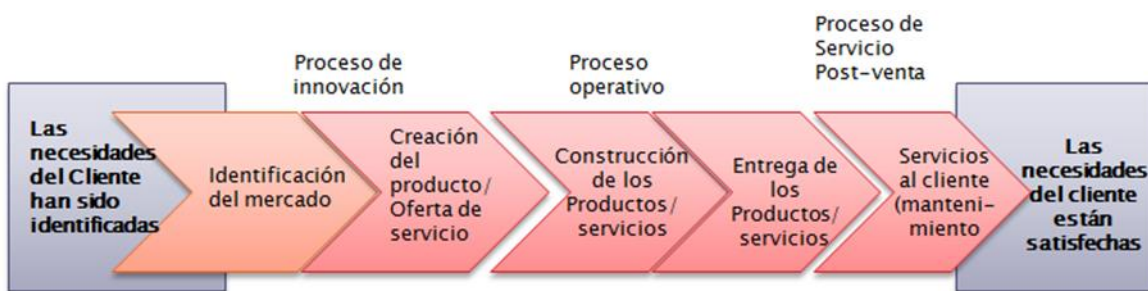 Proceso de
innovación
Proceso
operativo
Proceso de
Servicio
Post-venta
Las
necesidades
del Cliente
han sido
identificadas
Identificación
del mercado
Creación
del
producto/
Oferta de
servicio
Construcción
de los
Productos/
servicios
Entrega de
los
Productos/
servicios
Servicios
al cliente
(manteni-
miento
Las
necesidades
del cliente
están
satisfechas